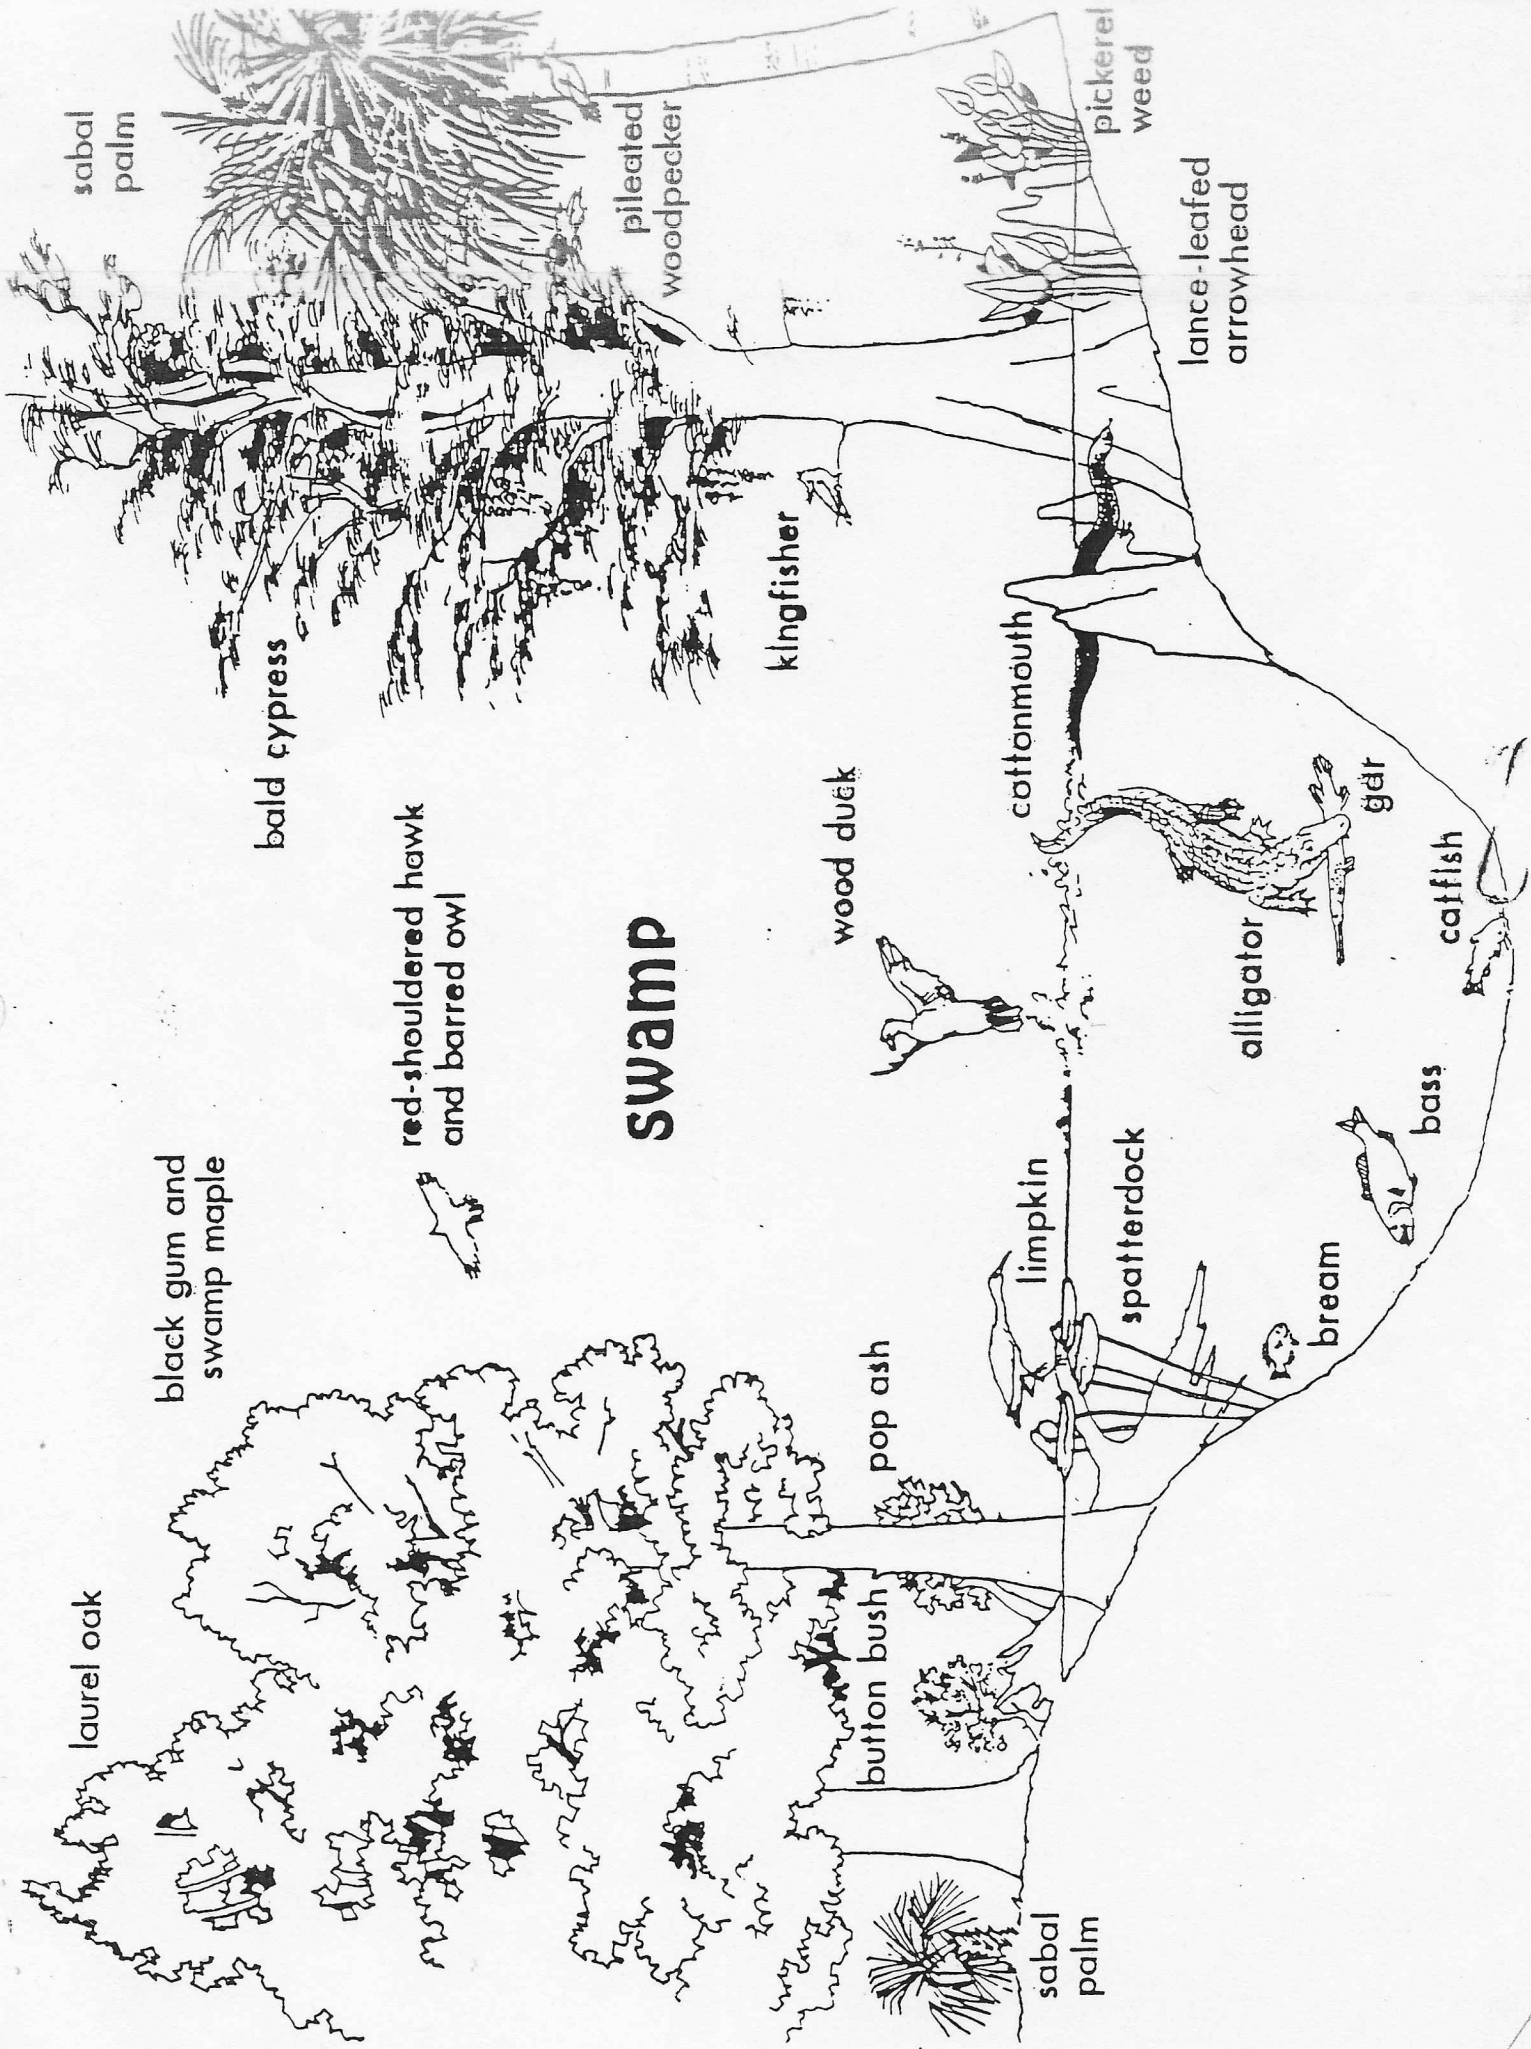 laurel oak
black gum and
swamp maple
bald cypress
sabal
palm
red-shouldered hawk
and barred owl
swamp
pileated
woodpecker
kingfisher
wood duck
button bush
pop ash
limpkin
cottonmouth
sabal
palm
spatterdock
pickerel
weed
lance-leafed
arrowhead
alligator
bream
gar
bass
catfish